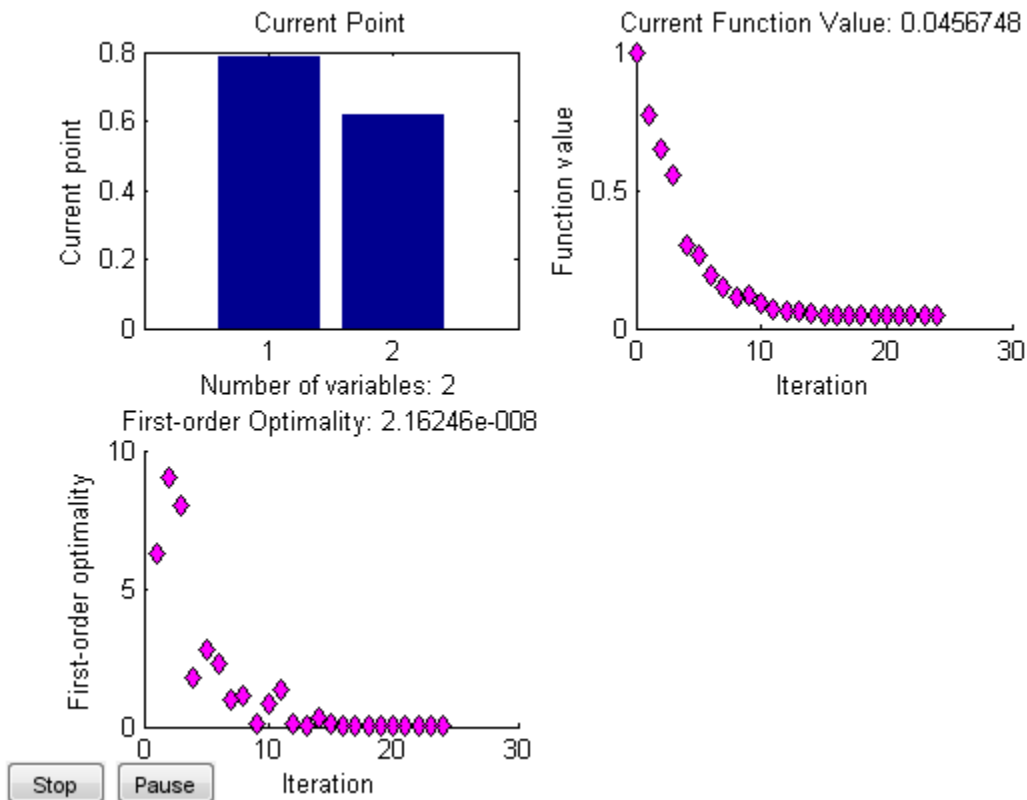 Current Point
Current point
0.8
0.6
0.4
0.2
0
1
2
Number of variables: 2
Current Function Value: 0.0456748
Function value
1
0.5
0
0
10
20
30
Iteration
First-order Optimality: 2.16246e-008
First-order optimality
10
5
0
0
10
20
30
Iteration
Stop
Pause